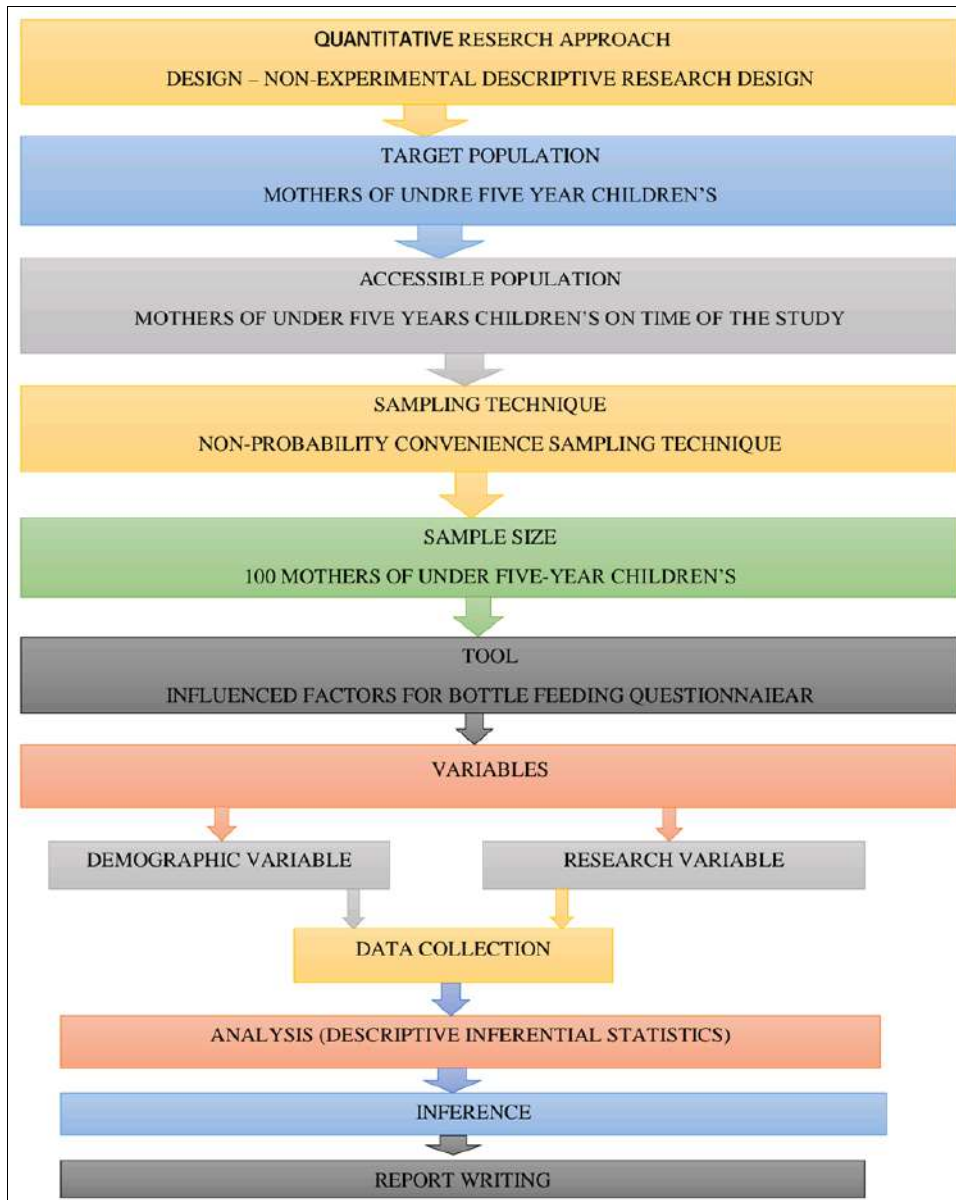 QUANTITATIVE RESERCH APPROACH
DESIGN – NON-EXPERIMENTAL DESCRIPTIVE RESEARCH DESIGN
TARGET POPULATION
MOTHERS OF UNDRE FIVE YEAR CHILDREN’S
ACCESSIBLE POPULATION
MOTHERS OF UNDER FIVE YEARS CHILDREN’S ON TIME OF THE STUDY
SAMPLING TECHNIQUE
NON-PROBABILITY CONVENIENCE SAMPLING TECHNIQUE
SAMPLE SIZE
100 MOTHERS OF UNDER FIVE-YEAR CHILDREN’S
TOOL
INFLUENCED FACTORS FOR BOTTLE FEEDING QUESTIONNAIEAR
VARIABLES
DEMOGRAPHIC VARIABLE
RESEARCH VARIABLE
DATA COLLECTION
ANALYSIS (DESCRIPTIVE INFERENTIAL STATISTICS)
INFERENCE
REPORT WRITING